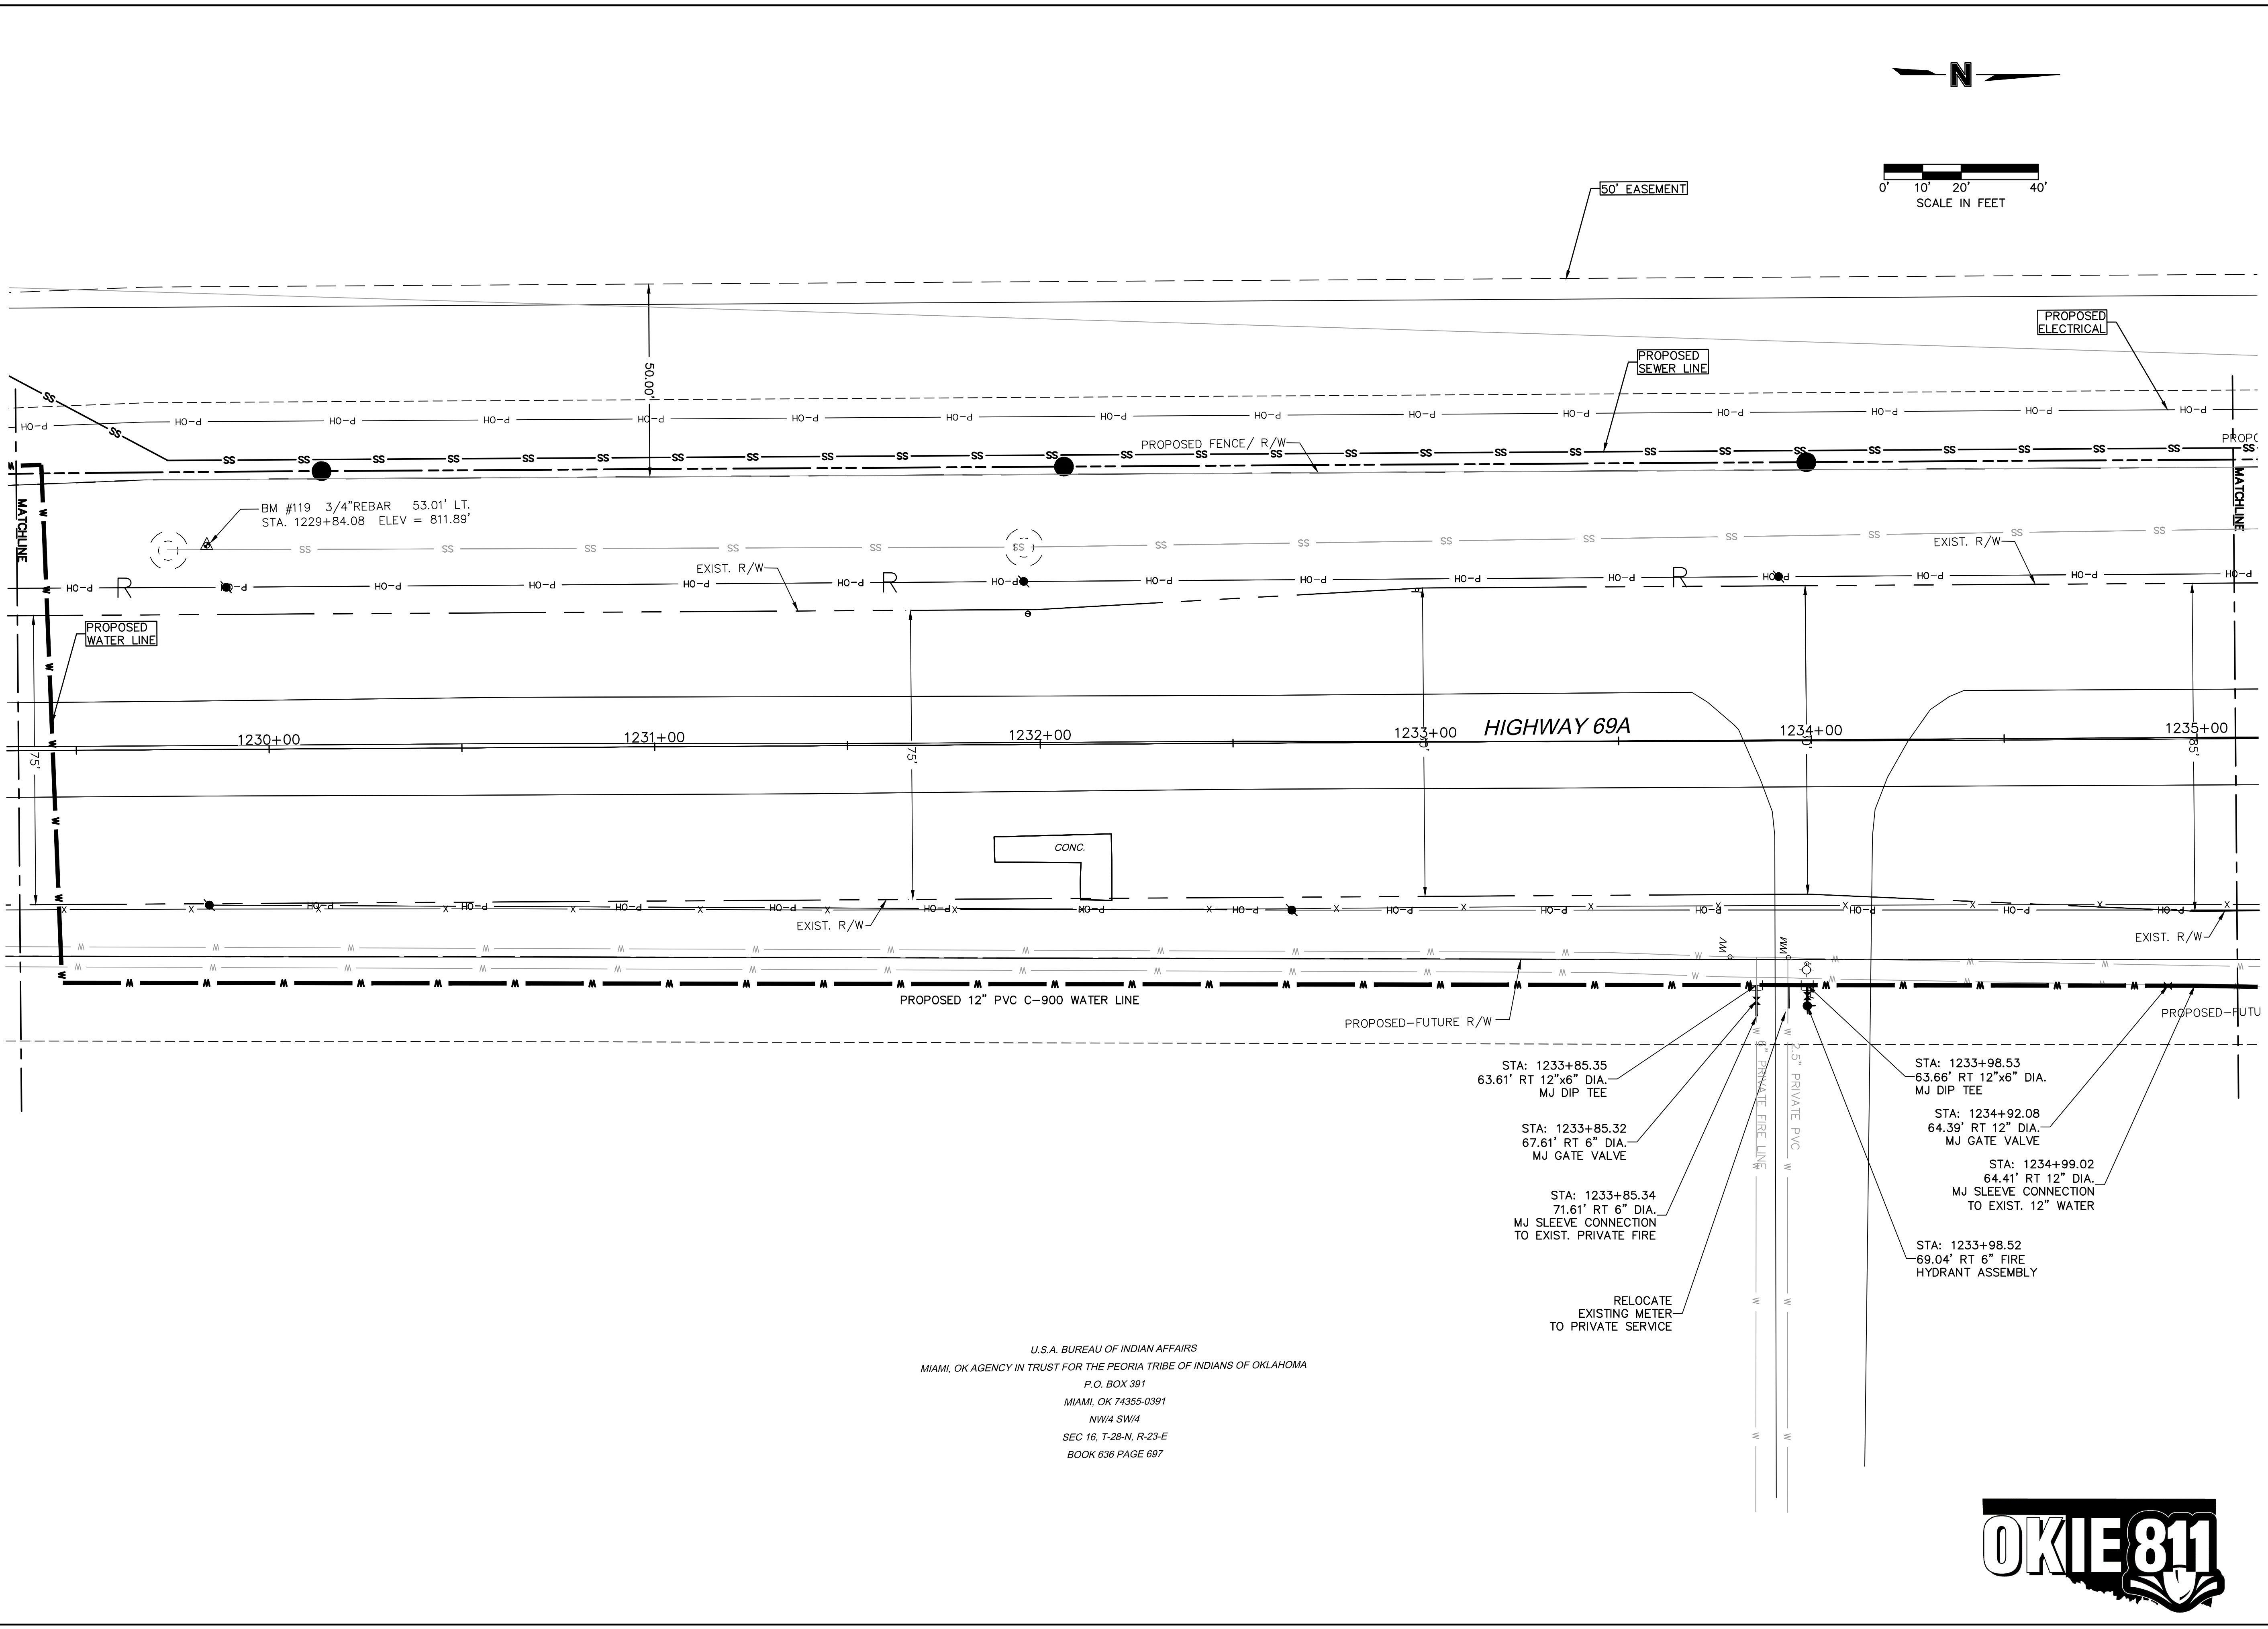 N
0' 10' 20' 40'
SCALE IN FEET
50' EASEMENT
PROPOSED
ELECTRICAL
PROPOSED
SEWER LINE
50.00'
PROPOSED FENCE/ R/W
MATCHLINE
MATCHLINE
BM #119 3/4"REBAR 53.01' LT.
STA. 1229+84.08 ELEV = 811.89'
EXIST. R/W
EXIST. R/W
R
R
R
PROPOSED
WATER LINE
HIGHWAY 69A
1230+00
1231+00
1232+00
1233+00
1234+00
1235+00
75'
75'
85'
CONC.
EXIST. R/W
EXIST. R/W
PROPOSED 12" PVC C-900 WATER LINE
PROPOSED-FUTURE R/W
PROPOSED-FUTU
STA: 1233+85.35
63.61' RT 12"x6" DIA.
MJ DIP TEE
STA: 1233+85.32
67.61' RT 6" DIA.
MJ GATE VALVE
STA: 1233+85.34
71.61' RT 6" DIA.
MJ SLEEVE CONNECTION
TO EXIST. PRIVATE FIRE
RELOCATE
EXISTING METER
TO PRIVATE SERVICE
6" PRIVATE FIRE LINE
2.5" PRIVATE PVC
STA: 1233+98.53
63.66' RT 12"x6" DIA.
MJ DIP TEE
STA: 1234+92.08
64.39' RT 12" DIA.
MJ GATE VALVE
STA: 1234+99.02
64.41' RT 12" DIA.
MJ SLEEVE CONNECTION
TO EXIST. 12" WATER
STA: 1233+98.52
69.04' RT 6" FIRE
HYDRANT ASSEMBLY
U.S.A. BUREAU OF INDIAN AFFAIRS
MIAMI, OK AGENCY IN TRUST FOR THE PEORIA TRIBE OF INDIANS OF OKLAHOMA
P.O. BOX 391
MIAMI, OK 74355-0391
NW/4 SW/4
SEC 16, T-28-N, R-23-E
BOOK 636 PAGE 697
OKIE811